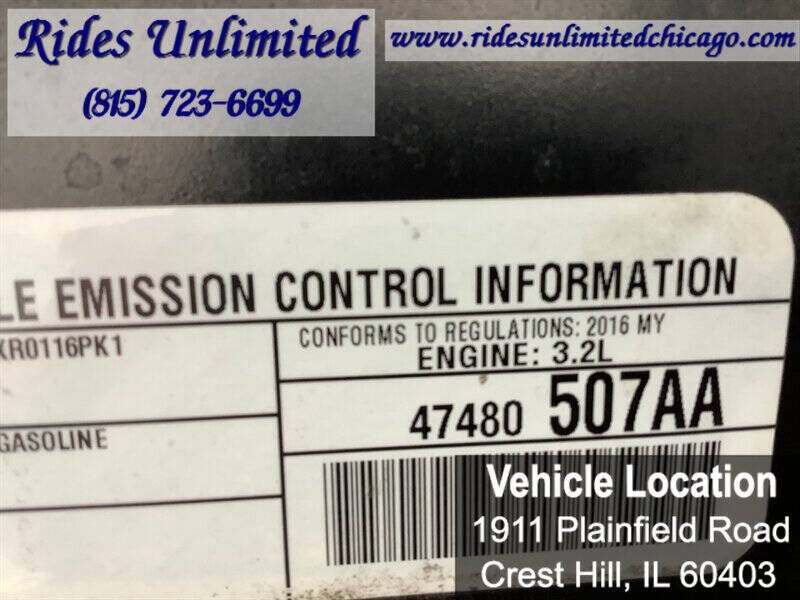 Rides Unlimited
(815) 723-6699
www.ridesunlimitedchicago.com
LE EMISSION CONTROL INFORMATION
KR0116PK1
CONFORMS TO REGULATIONS: 2016 MY
ENGINE: 3.2L
47480 507AA
GASOLINE
Vehicle Location
1911 Plainfield Road
Crest Hill, IL 60403